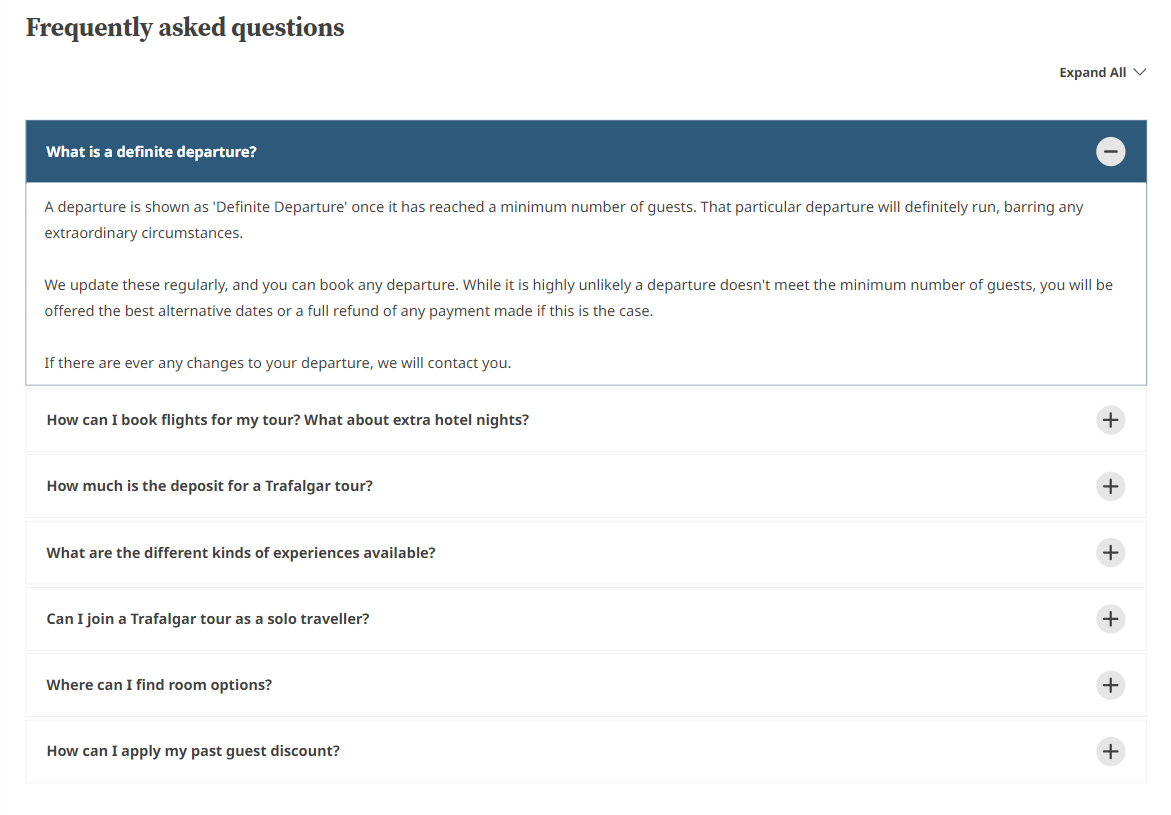 Frequently asked questions
Expand All
What is a definite departure?
A departure is shown as 'Definite Departure' once it has reached a minimum number of guests. That particular departure will definitely run, barring any
extraordinary circumstances.
We update these regularly, and you can book any departure. While it is highly unlikely a departure doesn't meet the minimum number of guests, you will be
offered the best alternative dates or a full refund of any payment made if this is the case.
If there are ever any changes to your departure, we will contact you.
How can I book flights for my tour? What about extra hotel nights?
How much is the deposit for a Trafalgar tour?
What are the different kinds of experiences available?
Can I join a Trafalgar tour as a solo traveller?
Where can I find room options?
How can I apply my past guest discount?